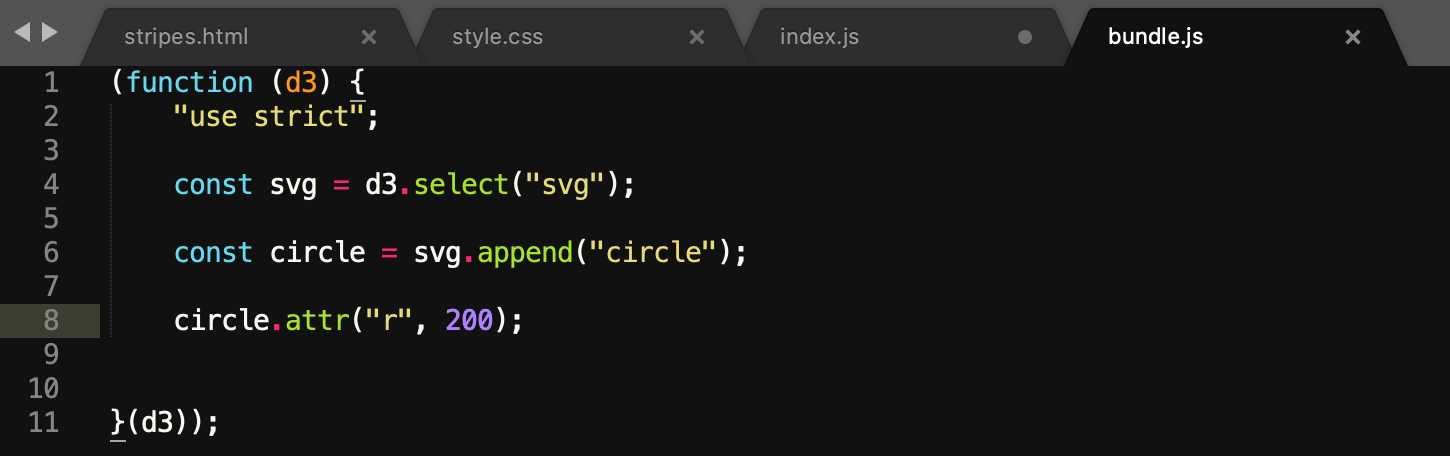 stripes.html style.css index.js bundle.js
1 (function (d3) {
2     "use strict";
3
4     const svg = d3.select("svg");
5
6     const circle = svg.append("circle");
7
8     circle.attr("r", 200);
9
10
11 }(d3));